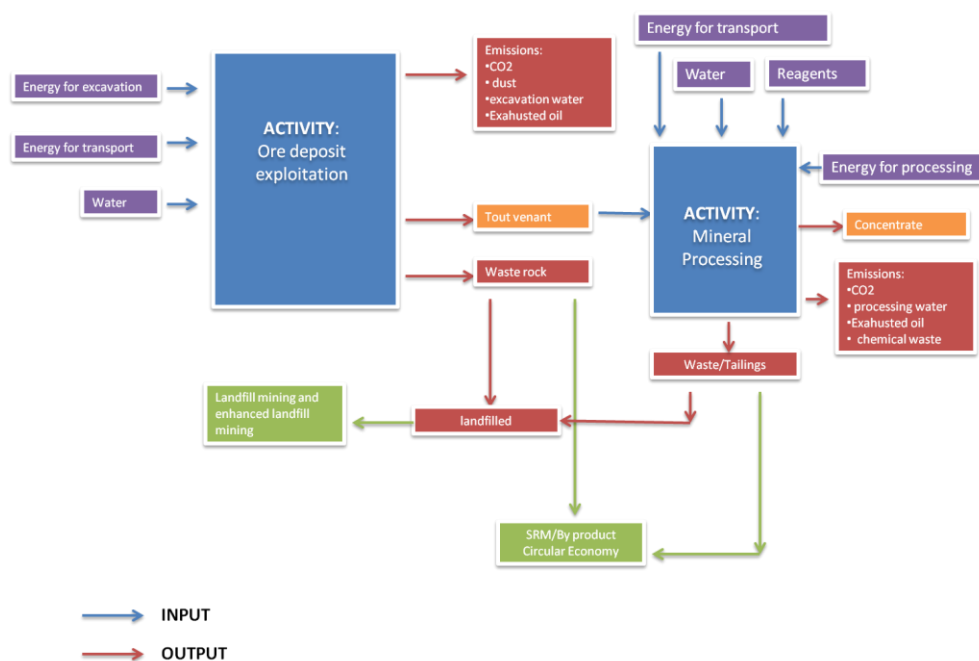 Energy for transport
Emissions:
•CO2
• dust
•excavation water
•Exahusted oil
Water
Reagents
Energy for excavation
ACTIVITY:
Ore deposit
exploitation
Energy for transport
Water
Energy for processing
Tout venant
ACTIVITY:
Mineral
Processing
Concentrate
Waste rock
Emissions:
•CO2
• processing water
•Exahusted oil
• chemical waste
Waste/Tailings
Landfill mining and
enhanced landfill
mining
landfilled
SRM/By product
Circular Economy
INPUT
OUTPUT